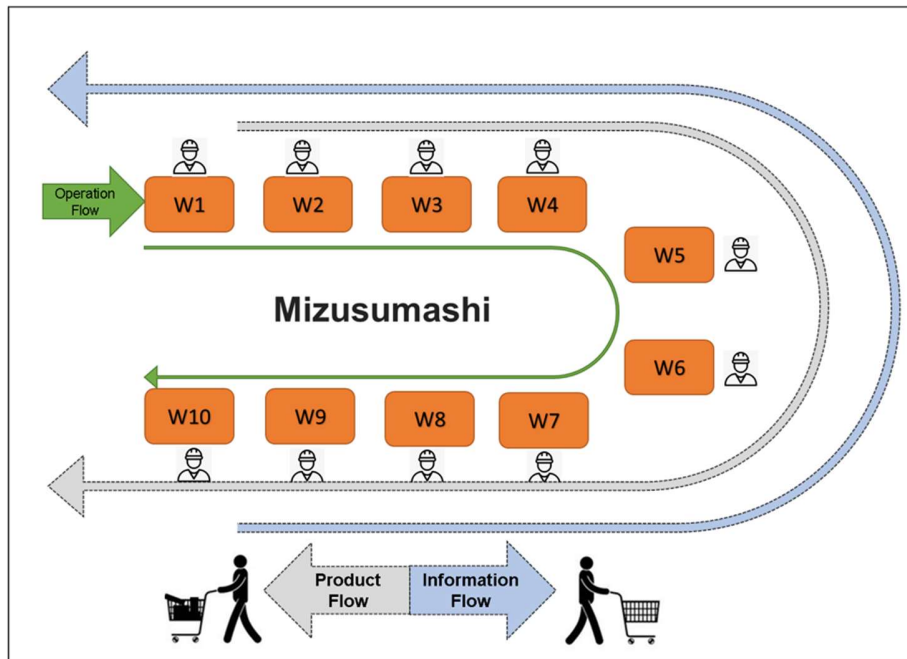 Operation
Flow
W1
W2
W3
W4
W5
Mizusumashi
W6
W10
W9
W8
W7
Product
Flow
Information
Flow